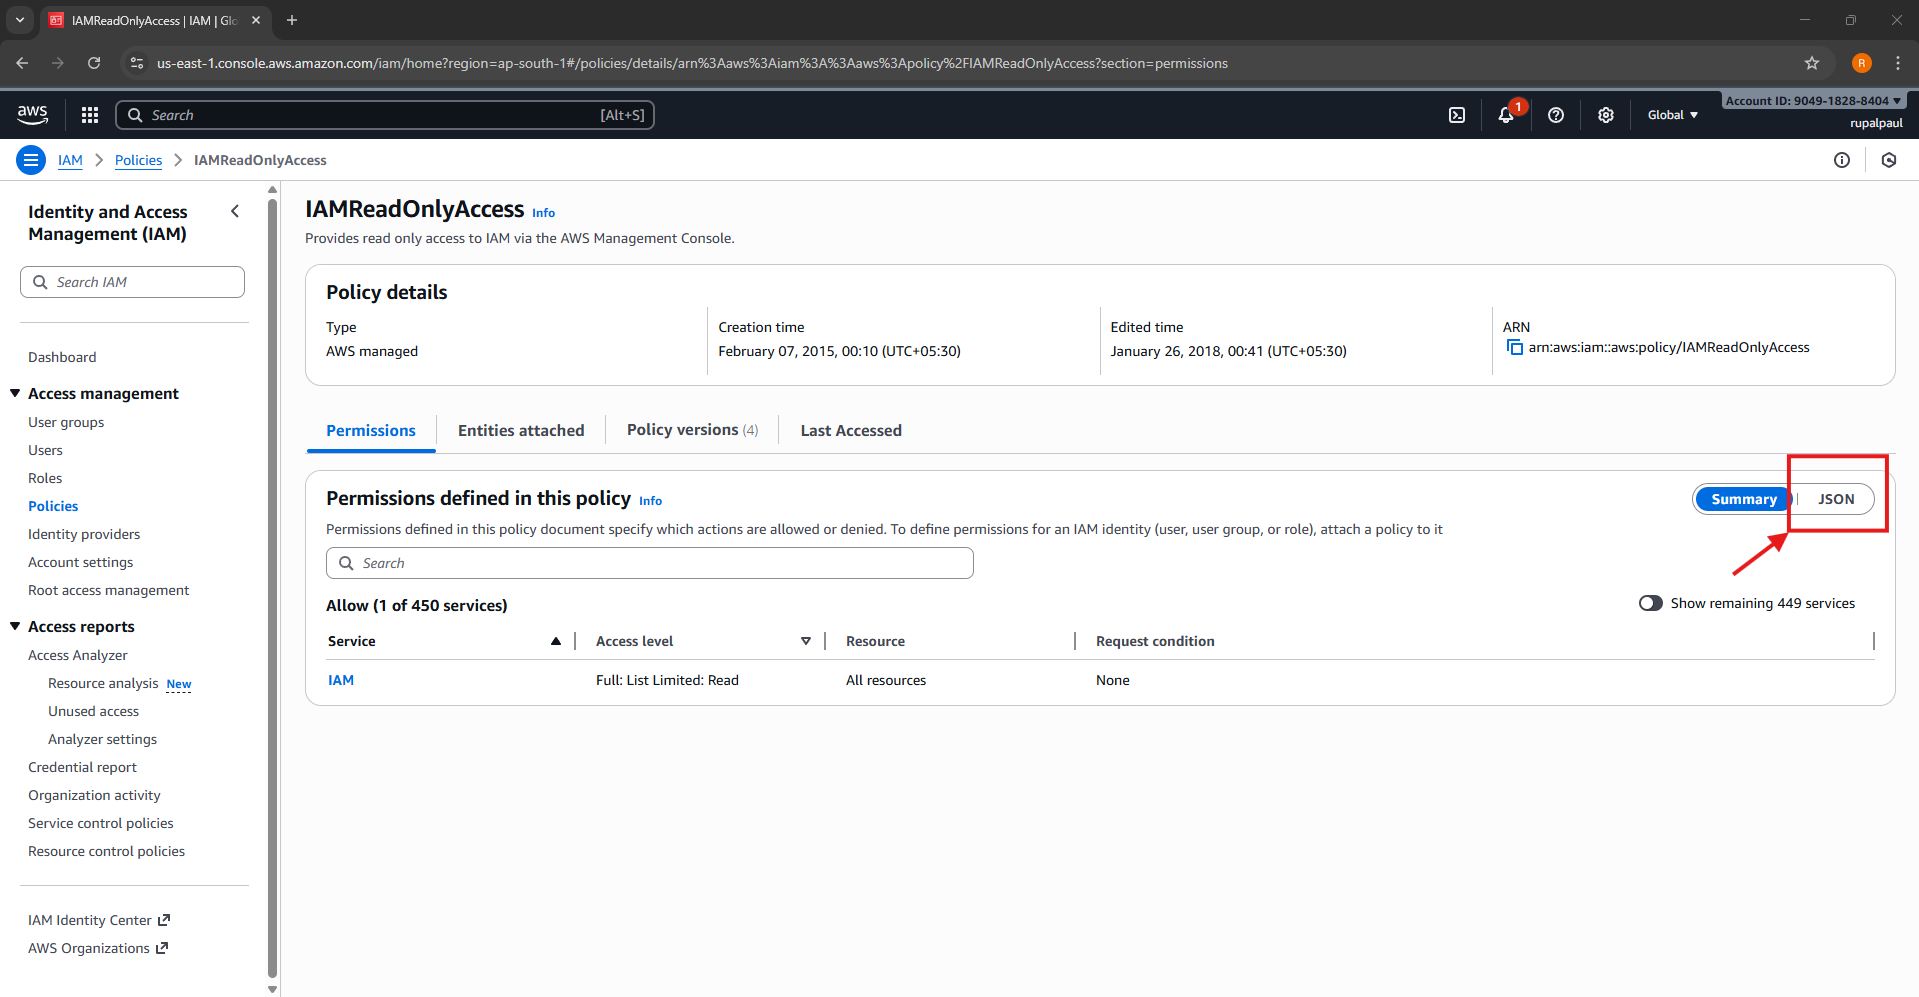 IAMReadOnlyAccess | IAM | Glo
us-east-1.console.aws.amazon.com/iam/home?region=ap-south-1#/policies/details/arn%3Aaws%3Aiam%3A%3Aaws%3Apolicy%2FIAMReadOnlyAccess?section=permissions
R
aws
Search [Alt+S]
1
Global
Account ID: 9049-1828-8404
rupalpaul
IAM > Policies > IAMReadOnlyAccess
Identity and Access
Management (IAM)
Search IAM
Dashboard
Access management
User groups
Users
Roles
Policies
Identity providers
Account settings
Root access management
Access reports
Access Analyzer
Resource analysis New
Unused access
Analyzer settings
Credential report
Organization activity
Service control policies
Resource control policies
IAM Identity Center
AWS Organizations
IAMReadOnlyAccess Info
Provides read only access to IAM via the AWS Management Console.
Policy details
Type
AWS managed
Creation time
February 07, 2015, 00:10 (UTC+05:30)
Edited time
January 26, 2018, 00:41 (UTC+05:30)
ARN
arn:aws:iam::aws:policy/IAMReadOnlyAccess
Permissions Entities attached Policy versions (4) Last Accessed
Permissions defined in this policy Info
Summary JSON
Permissions defined in this policy document specify which actions are allowed or denied. To define permissions for an IAM identity (user, user group, or role), attach a policy to it
Search
Allow (1 of 450 services)
Show remaining 449 services
Service Access level Resource Request condition
IAM Full: List Limited: Read All resources None